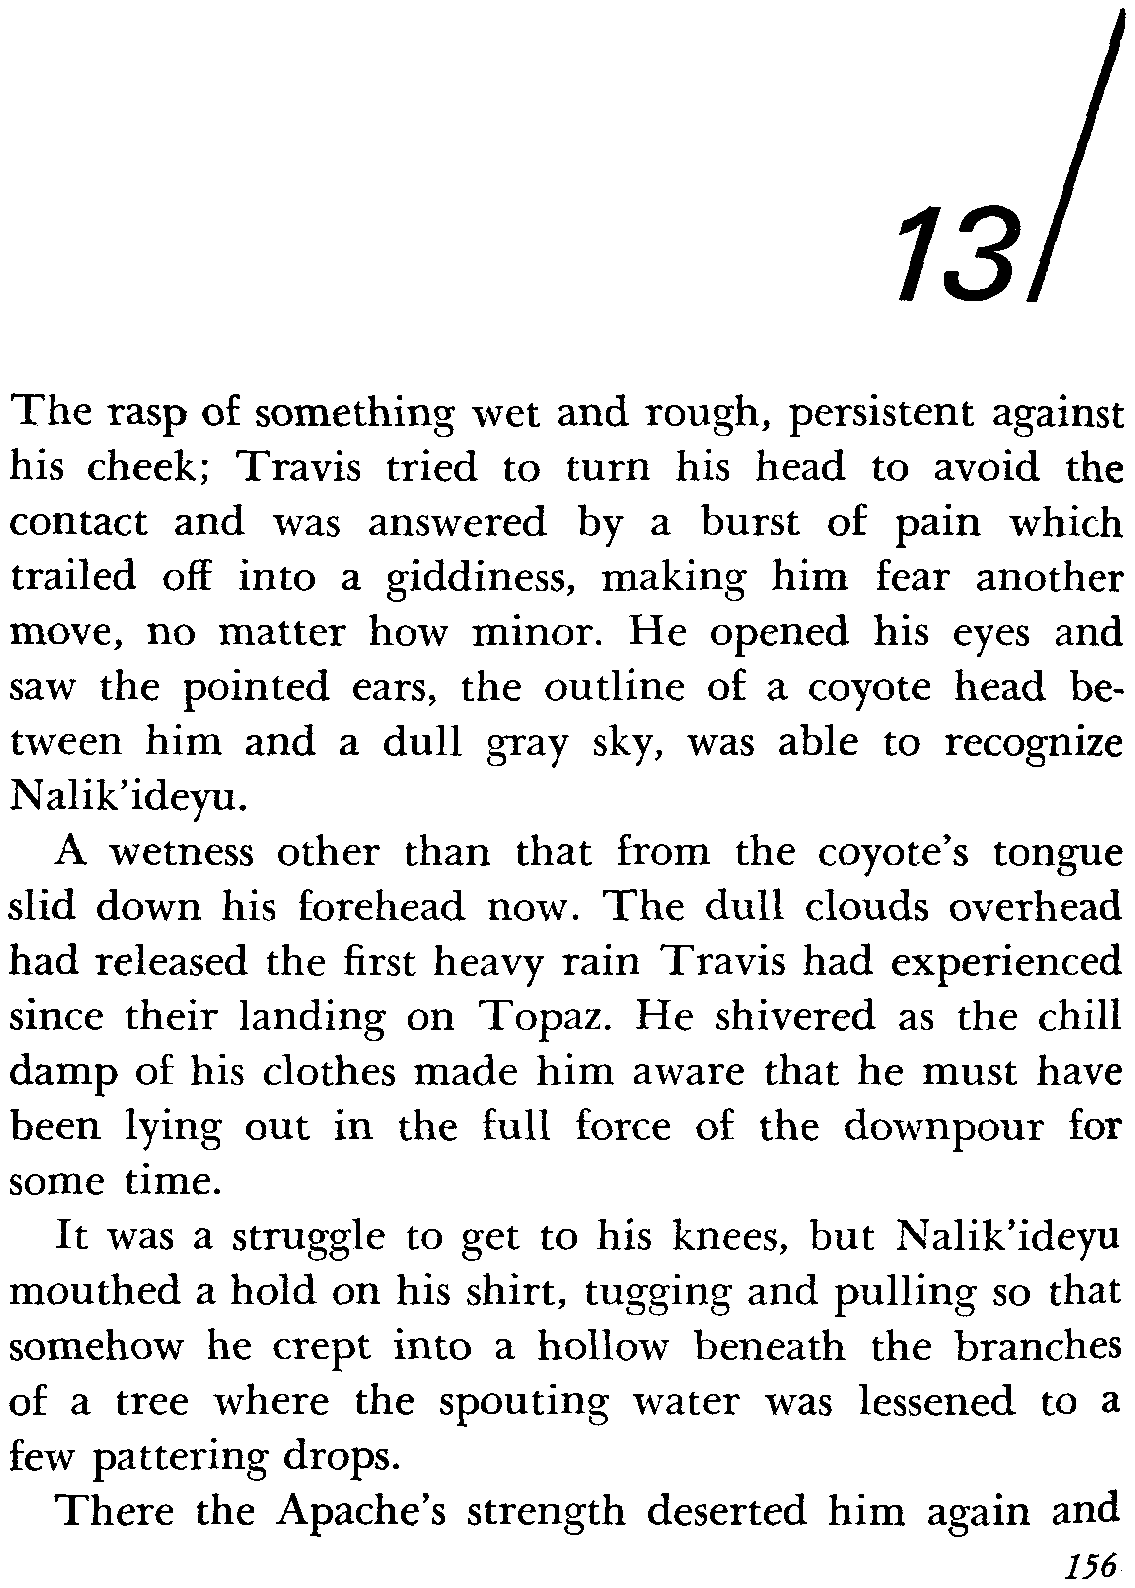 13/
The rasp of something wet and rough, persistent against
his cheek; Travis tried to turn his head to avoid the
contact and was answered by a burst of pain which
trailed off into a giddiness, making him fear another
move, no matter how minor. He opened his eyes and
saw the pointed ears, the outline of a coyote head be-
tween him and a dull gray sky, was able to recognize
Nalik'ideyu.
A wetness other than that from the coyote's tongue
slid down his forehead now. The dull clouds overhead
had released the first heavy rain Travis had experienced
since their landing on Topaz. He shivered as the chill
damp of his clothes made him aware that he must have
been lying out in the full force of the downpour for
some time.
It was a struggle to get to his knees, but Nalik'ideyu
mouthed a hold on his shirt, tugging and pulling so that
somehow he crept into a hollow beneath the branches
of a tree where the spouting water was lessened to a
few pattering drops.
There the Apache's strength deserted him again and
156